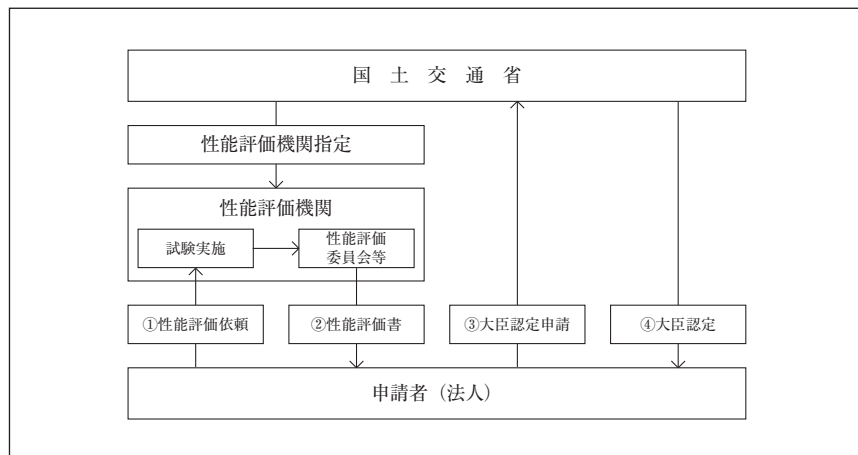 国土交通省
性能評価機関指定
性能評価機関
試験実施
性能評価
委員会等
①性能評価依頼
②性能評価書
③大臣認定申請
④大臣認定
申請者（法人）